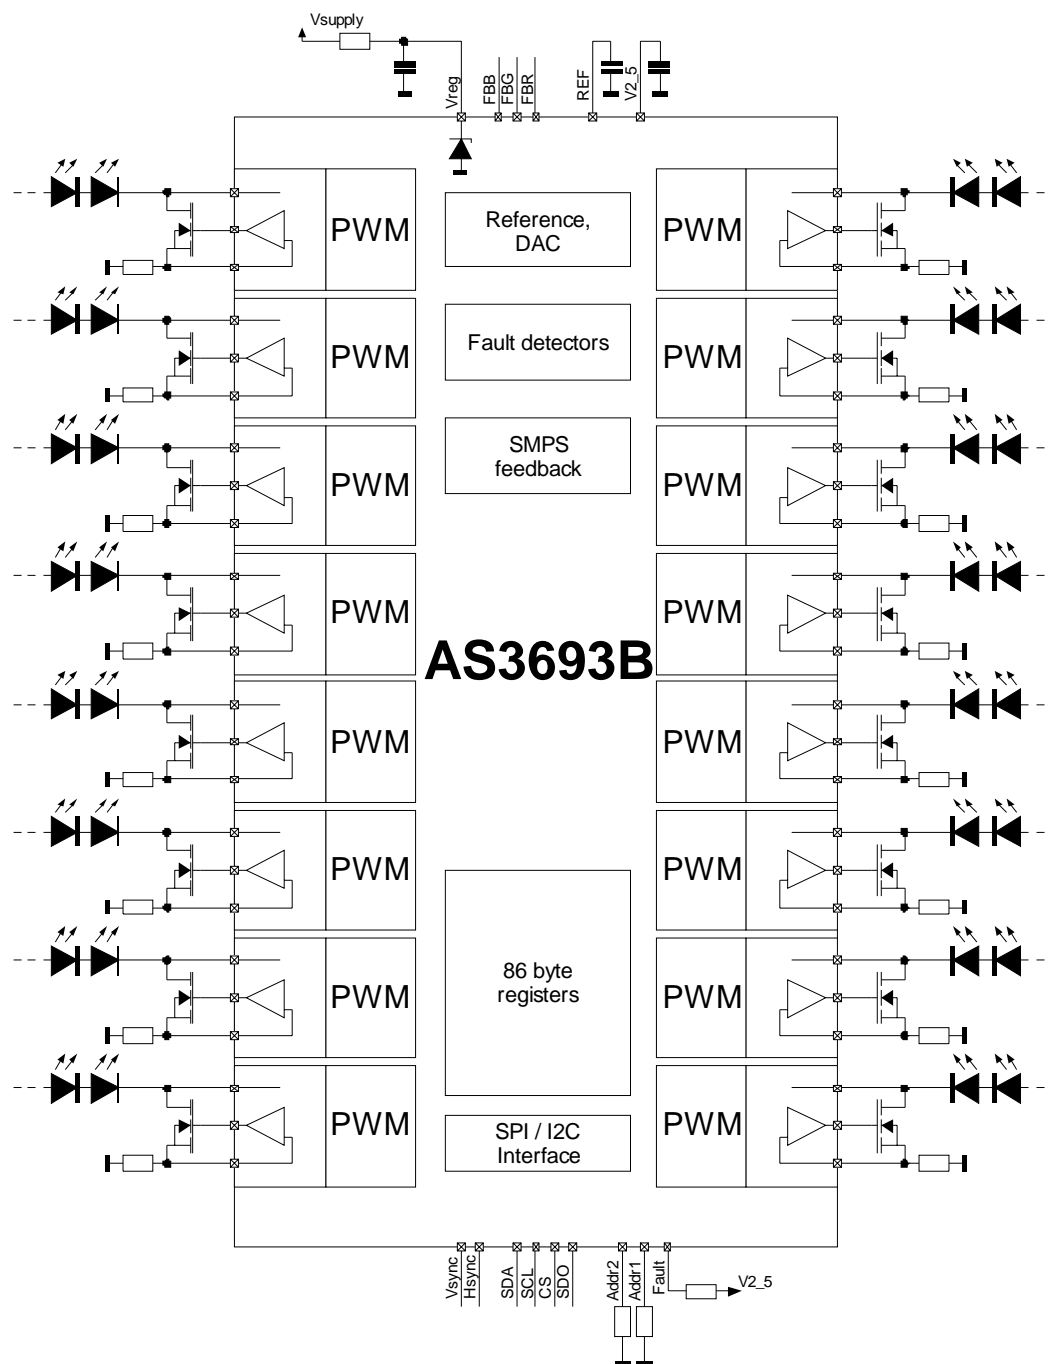 Vsupply
Vreg
FBB
FBG
FBR
REF
V2_5
PWM
Reference,
DAC
PWM
PWM
Fault detectors
PWM
PWM
SMPS
feedback
PWM
PWM
PWM
AS3693B
PWM
PWM
PWM
PWM
PWM
86 byte
registers
PWM
PWM
SPI / I2C
Interface
PWM
Vsync
Hsync
SDA
SCL
CS
SDO
Addr2
Addr1
Fault
V2_5